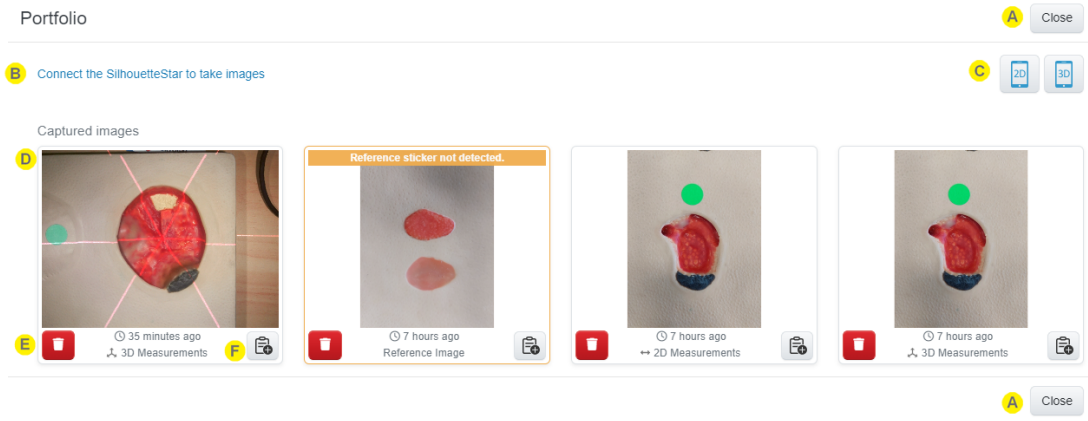 Portfolio
A
Close
B
Connect the SilhouetteStar to take images
C
2D
3D
Captured images
D
Reference sticker not detected.
E
35 minutes ago
3D Measurements
F
7 hours ago
Reference Image
7 hours ago
2D Measurements
7 hours ago
3D Measurements
A
Close